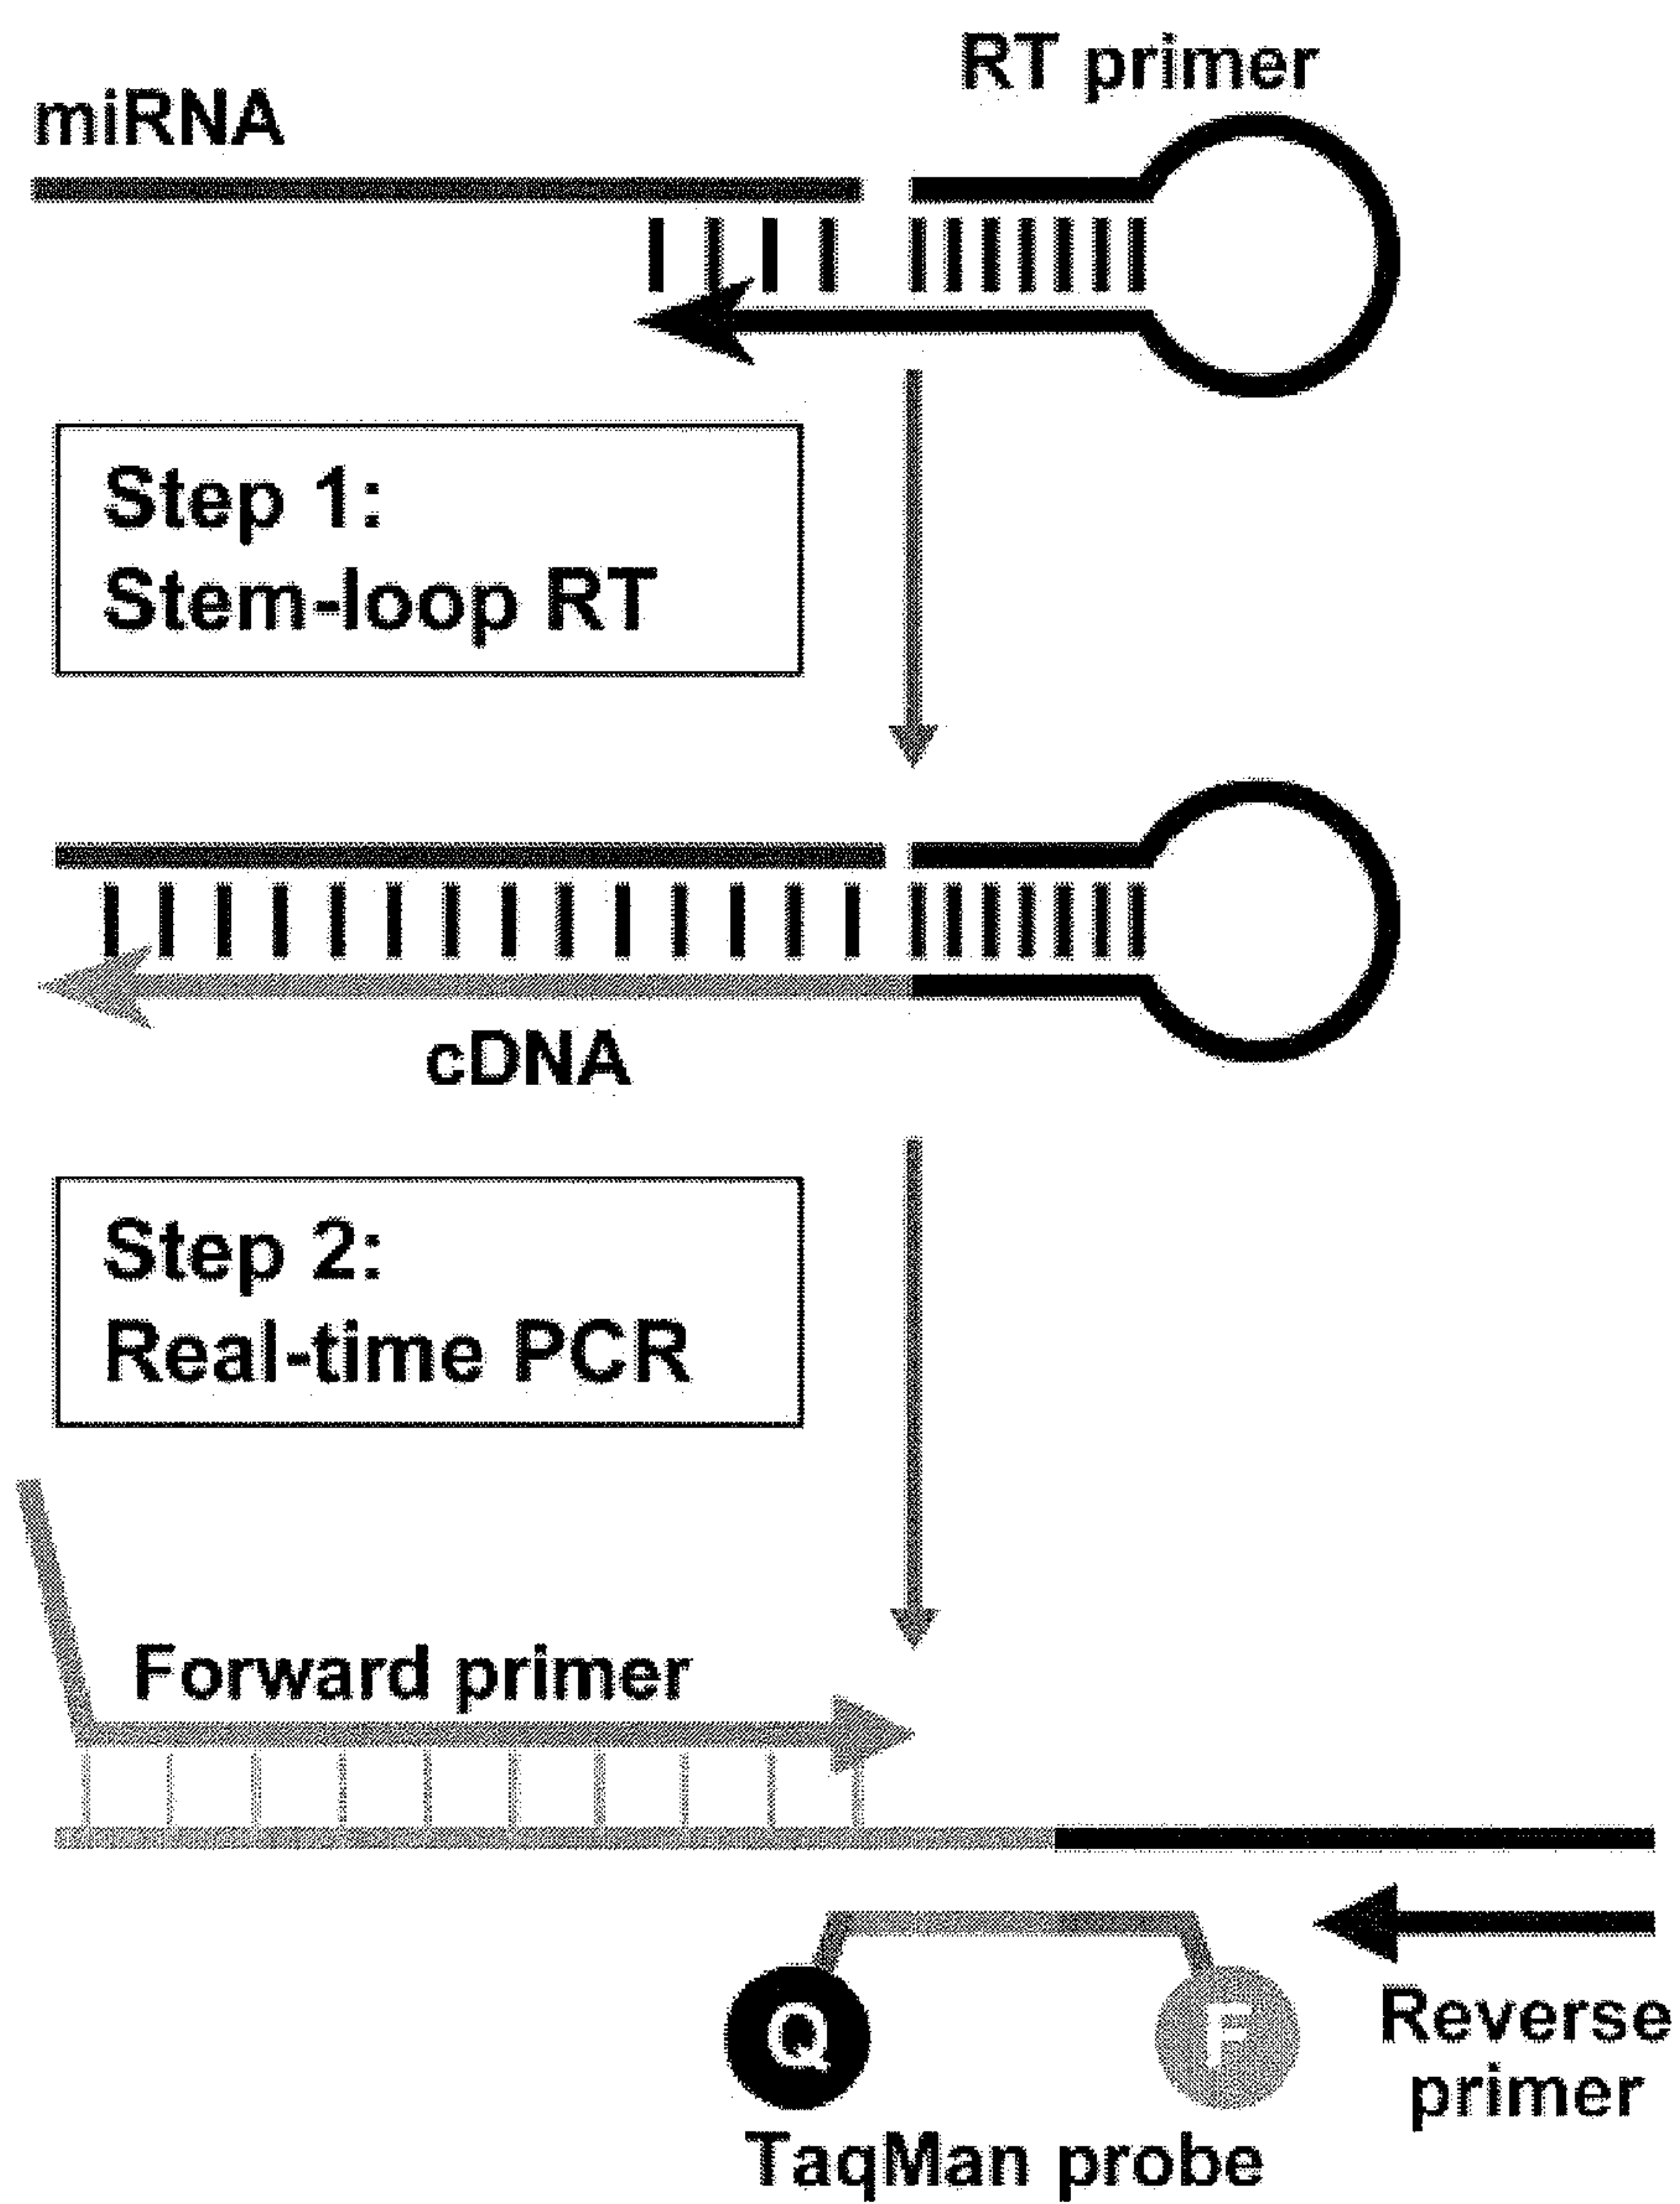 RT primer
miRNA
Step 1:
Stem-loop RT
cDNA
Step 2:
Real-time PCR
Forward primer
Q
F
Reverse
primer
TaqMan probe